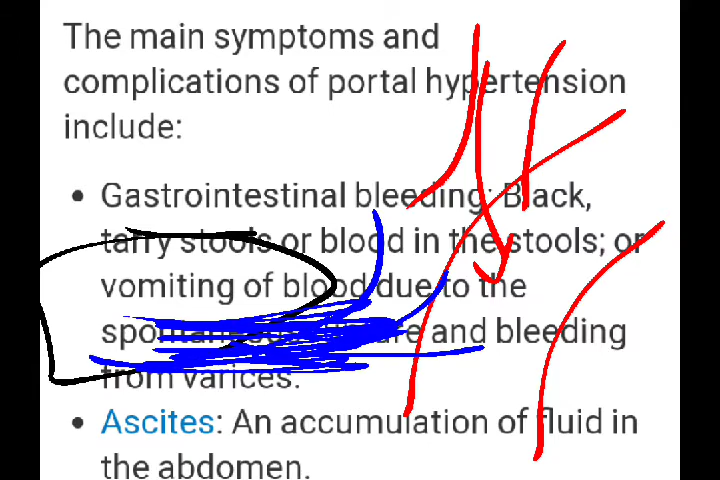 The main symptoms and
complications of portal hypertension
include:
• Gastrointestinal bleeding: Black,
tarry stools or blood in the stools; or
vomiting of blood due to the
spontaneous and bleeding
from varices.
• Ascites: An accumulation of fluid in
the abdomen.